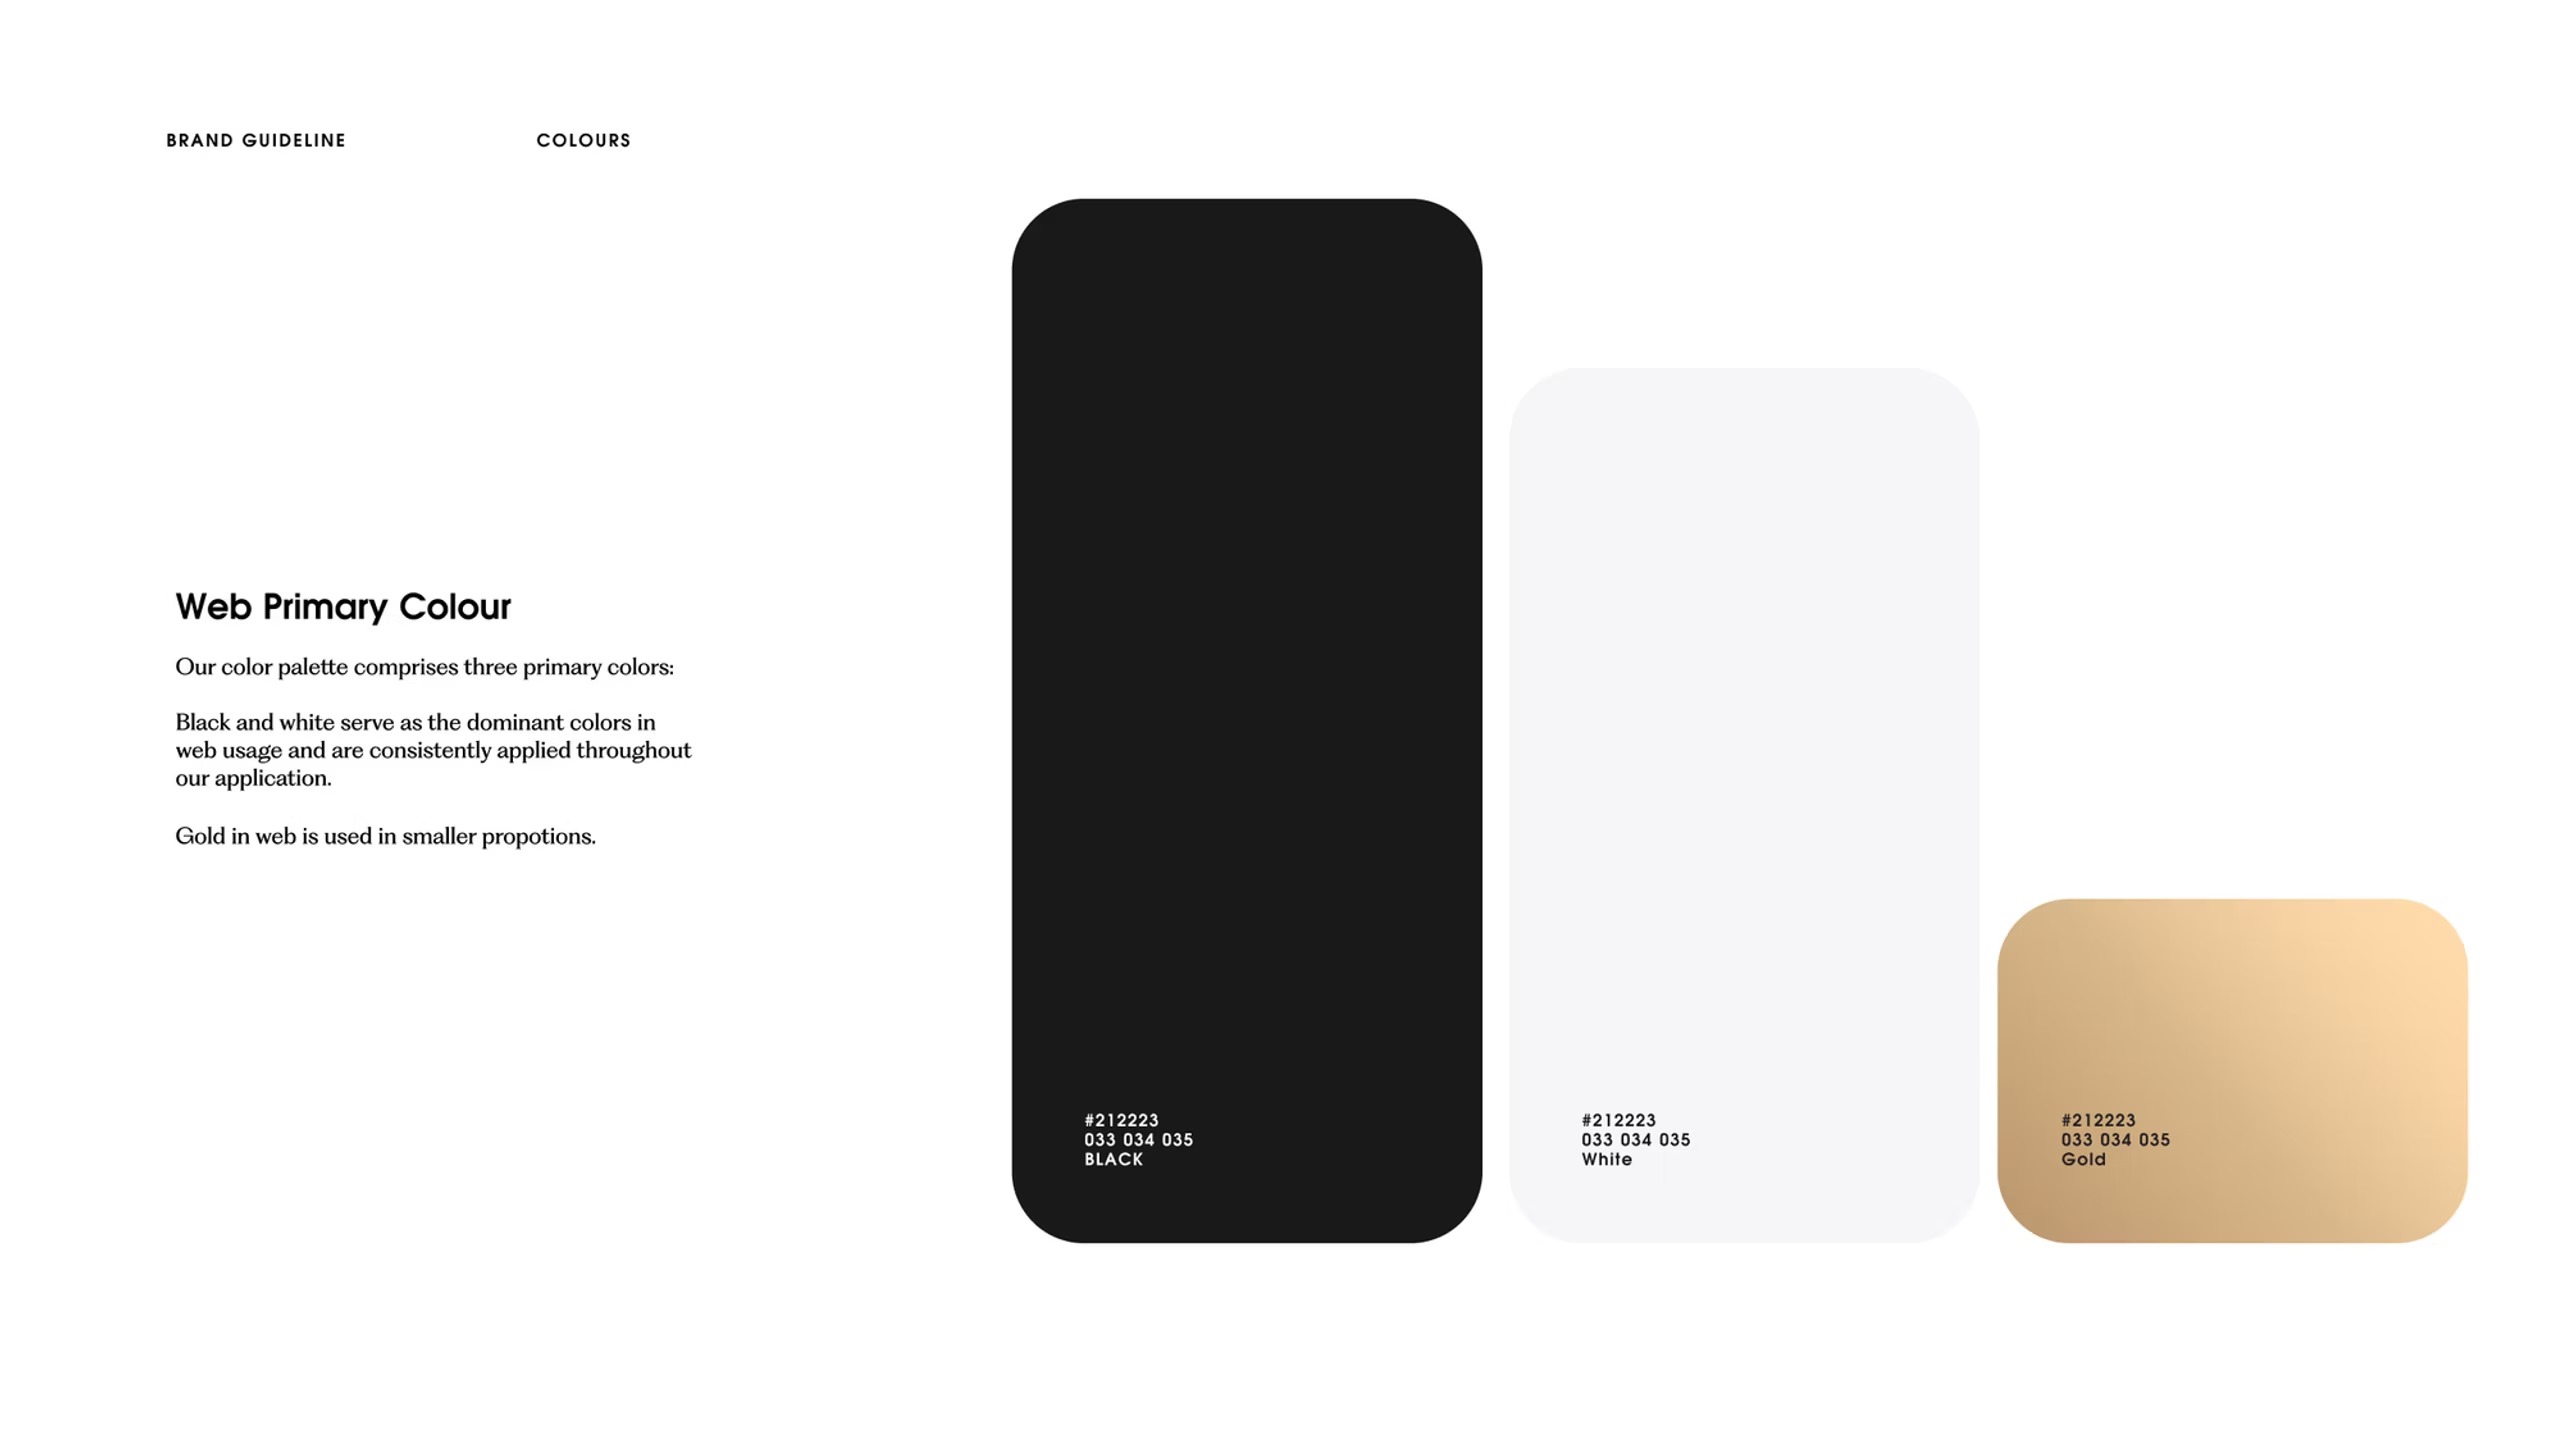 BRAND GUIDELINE
COLOURS
Web Primary Colour
Our color palette comprises three primary colors:
Black and white serve as the dominant colors in
web usage and are consistently applied throughout
our application.
Gold in web is used in smaller propotions.
#212223
033 034 035
BLACK
#212223
033 034 035
White
#212223
033 034 035
Gold